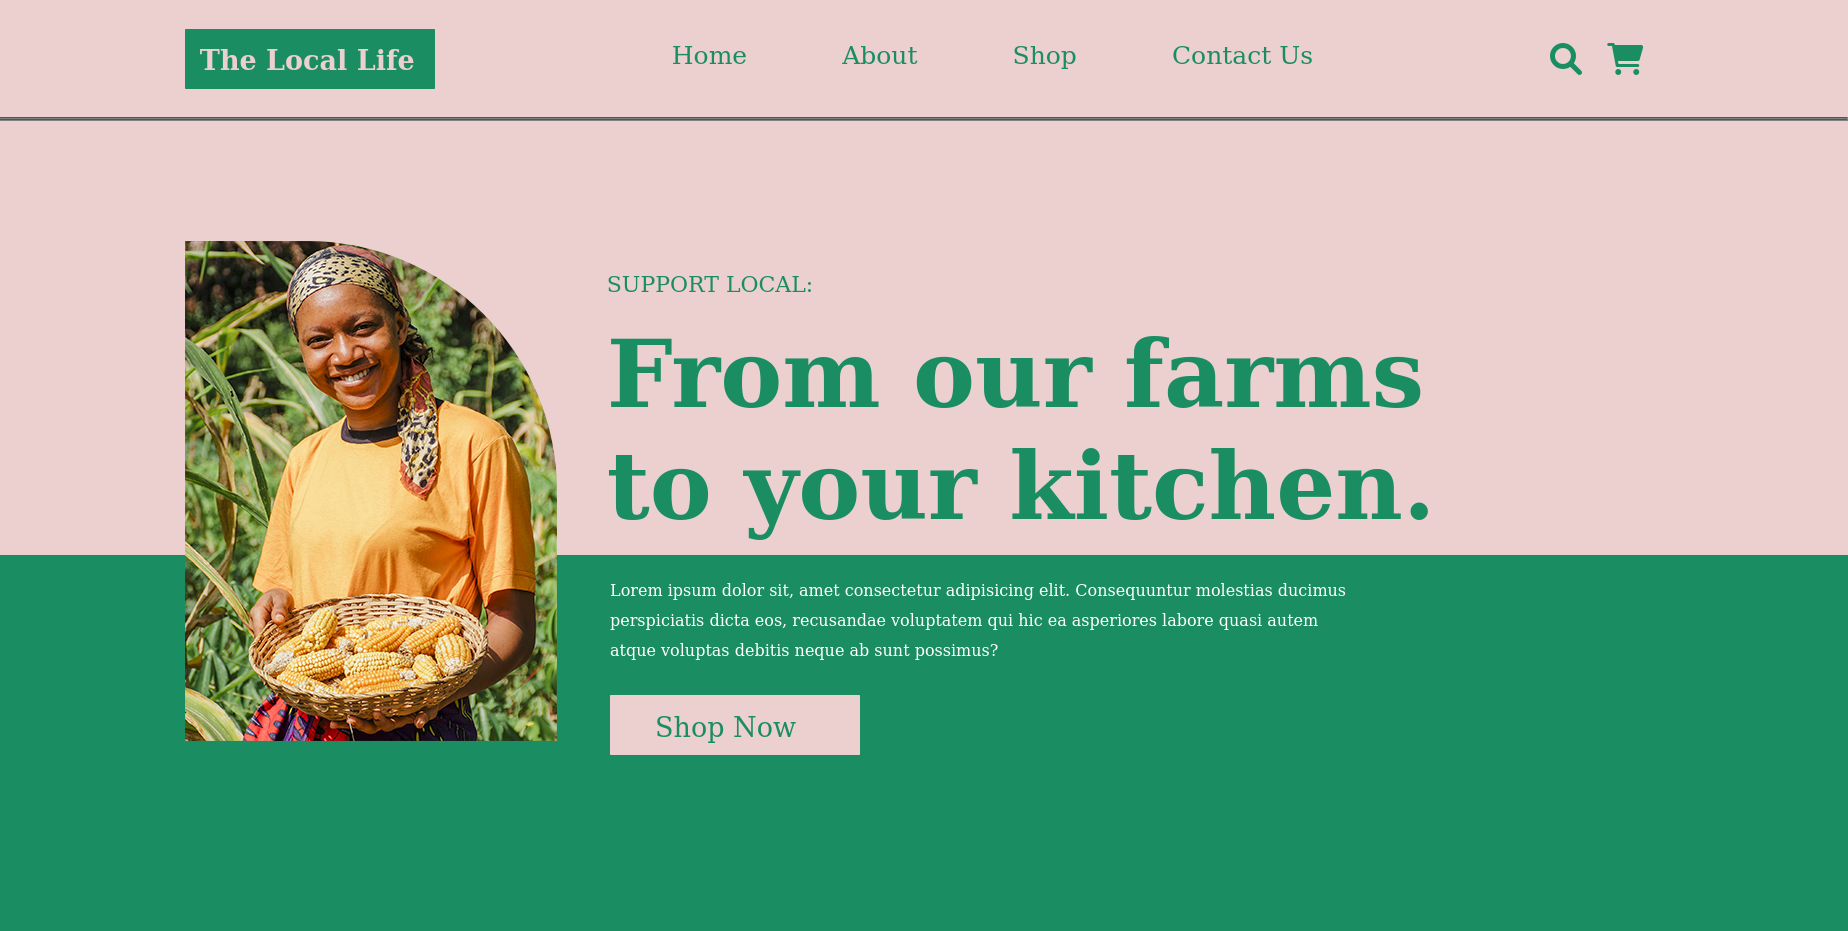 The Local Life
Home
About
Shop
Contact Us
SUPPORT LOCAL:
From our farms
to your kitchen.
Lorem ipsum dolor sit, amet consectetur adipisicing elit. Consequuntur molestias ducimus
perspiciatis dicta eos, recusandae voluptatem qui hic ea asperiores labore quasi autem
atque voluptas debitis neque ab sunt possimus?
Shop Now